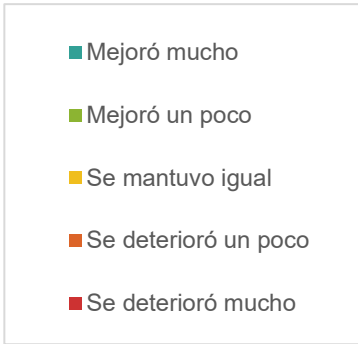 Mejoró mucho
Mejoró un poco
Se mantuvo igual
Se deterioró un poco
Se deterioró mucho